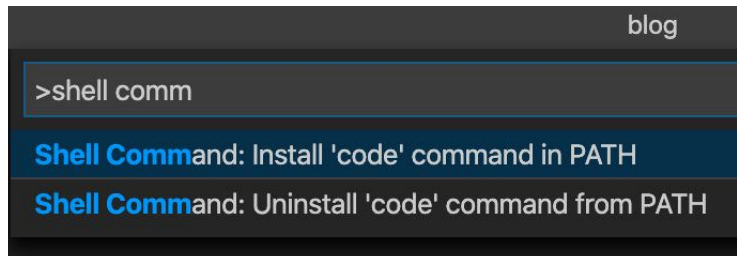 blog
>shell comm
Shell Command: Install 'code' command in PATH
Shell Command: Uninstall 'code' command from PATH